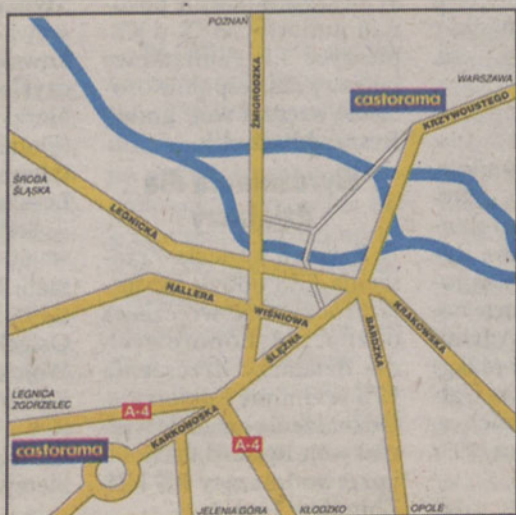 POZNAŃ
ŻMIGRODZKA
WARSZAWA
castorama
KRZYWOUSTEGO
ŚRODA
ŚLĄSKA
LEGNICKA
HALLERA
WIŚNIOWA
ŚLĘŻNA
BARDZKA
KRAKOWSKA
LEGNICA
ZGORZELEC
A-4
KARKONOSKA
A-4
castorama
JELENIA GÓRA
KŁODZKO
OPOLE